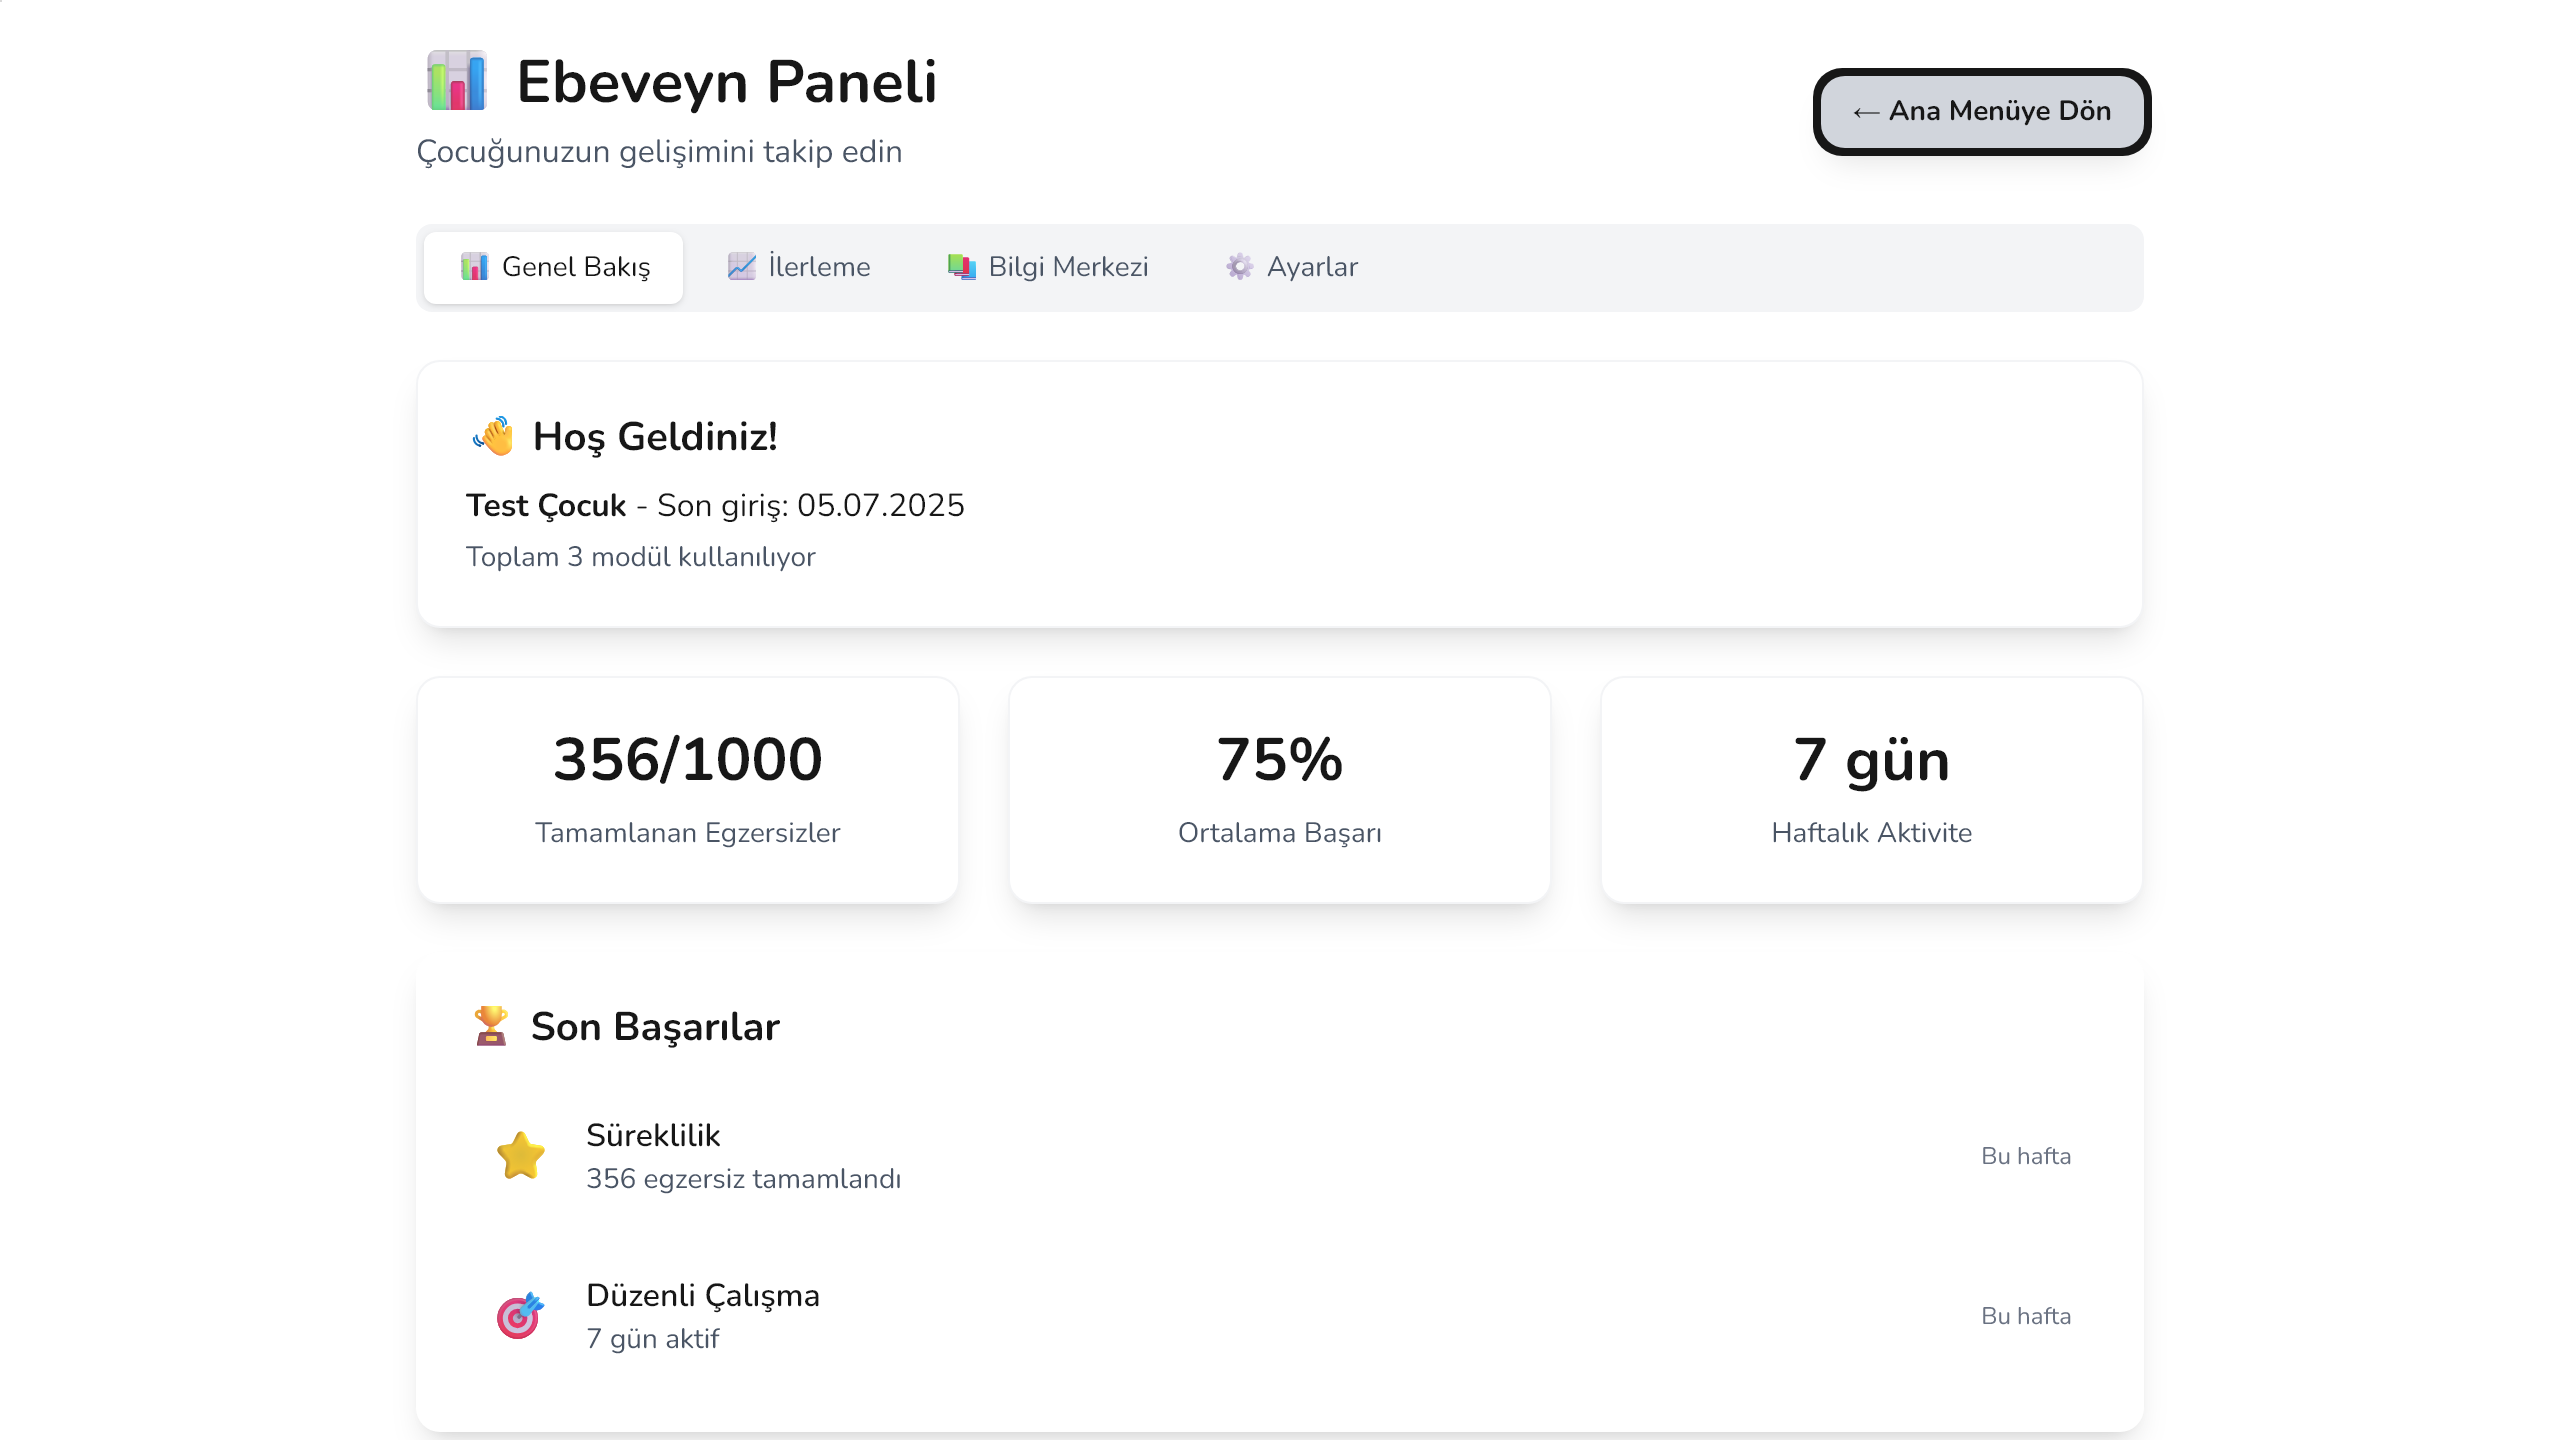 Ebeveyn Paneli
Çocuğunuzun gelişimini takip edin
← Ana Menüye Dön
Genel Bakış
İlerleme
Bilgi Merkezi
Ayarlar
Hoş Geldiniz!
Test Çocuk - Son giriş: 05.07.2025
Toplam 3 modül kullanılıyor
356/1000
Tamamlanan Egzersizler
75%
Ortalama Başarı
7 gün
Haftalık Aktivite
Son Başarılar
Süreklilik
356 egzersiz tamamlandı
Bu hafta
Düzenli Çalışma
7 gün aktif
Bu hafta